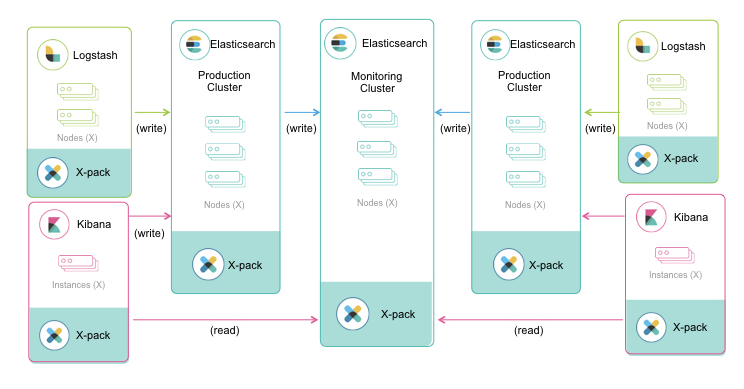 Logstash
Nodes (X)
X-pack
Kibana
Instances (X)
X-pack
(write)
(write)
Elasticsearch
Production
Cluster
Nodes (X)
X-pack
(write)
(read)
Elasticsearch
Monitoring
Cluster
Nodes (X)
X-pack
(write)
(read)
Elasticsearch
Production
Cluster
Nodes (X)
X-pack
(write)
Logstash
Nodes (X)
X-pack
Kibana
Instances (X)
X-pack